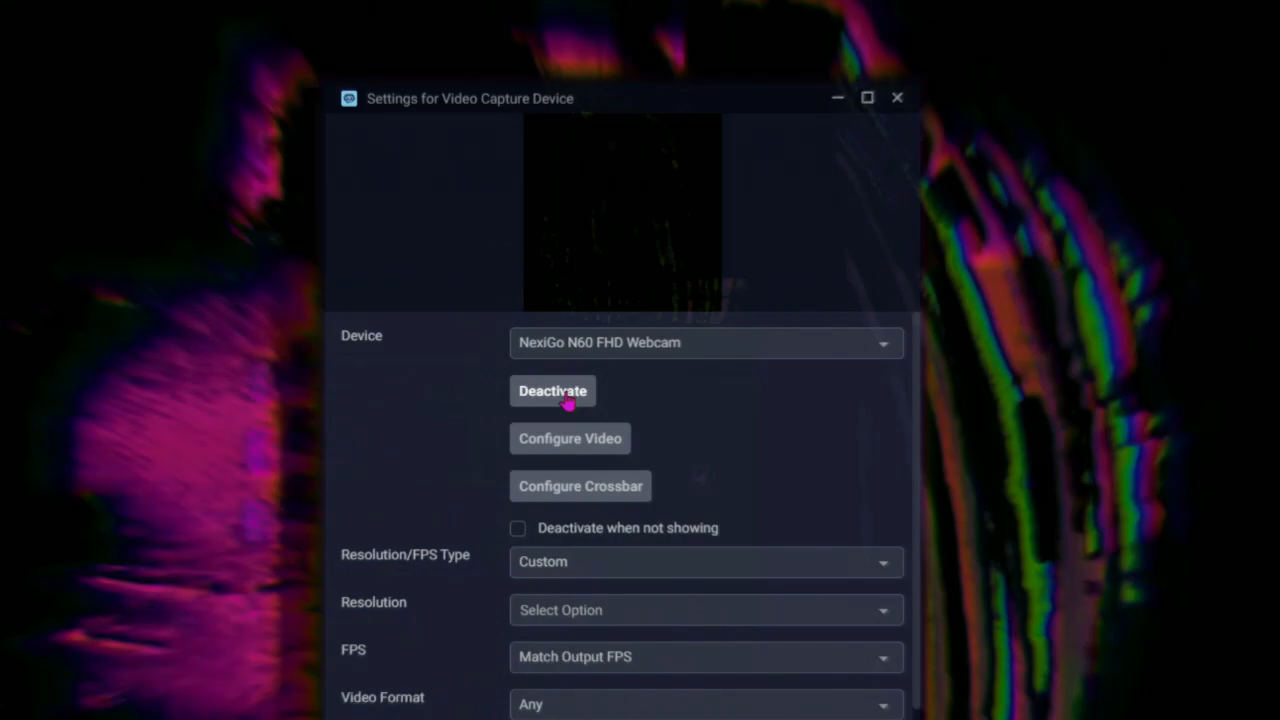 Settings for Video Capture Device
Device
NexiGo N60 FHD Webcam
Deactivate
Configure Video
Configure Crossbar
Deactivate when not showing
Resolution/FPS Type
Custom
Resolution
Select Option
FPS
Match Output FPS
Video Format
Any